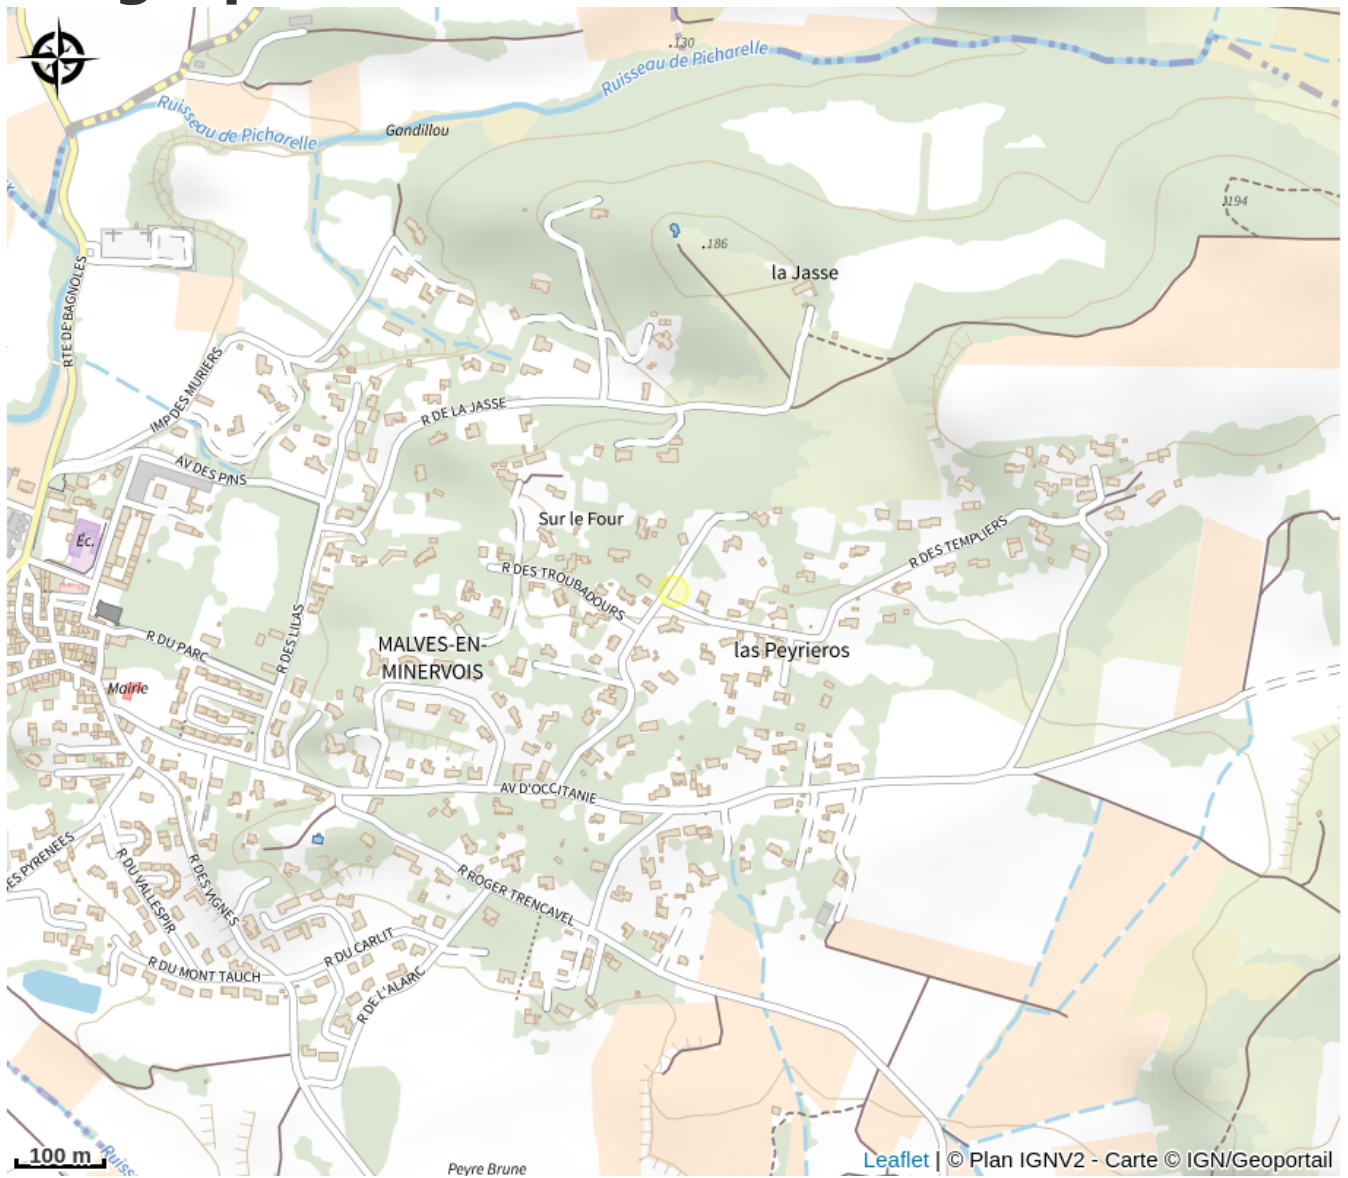 .130
Ruisseau de Picharelle
Ruisseau de Picharelle
Gandillou
.194
.186
la Jasse
RTE DE BAGNOLES
IMP DES MURIERS
R DE LA JASSE
AV DES PINS
Sur le Four
Éc.
R DES TEMPLIERS
R DES TROUBADOURS
R DES LILAS
R DU PARC
MALVES-EN-
MINERVOIS
las Peyrieros
Mairie
AV D'OCCITANIE
ES PYRENEES
R DU VALLESPIR
R DES VIGNES
R ROGER TRENCAVEL
R DU CARLIT
R DU MONT TAUCH
R DE L'ALARIC
Ruiss
100 m
Peyre Brune
Leaflet | © Plan IGNV2 - Carte © IGN/Geoportail